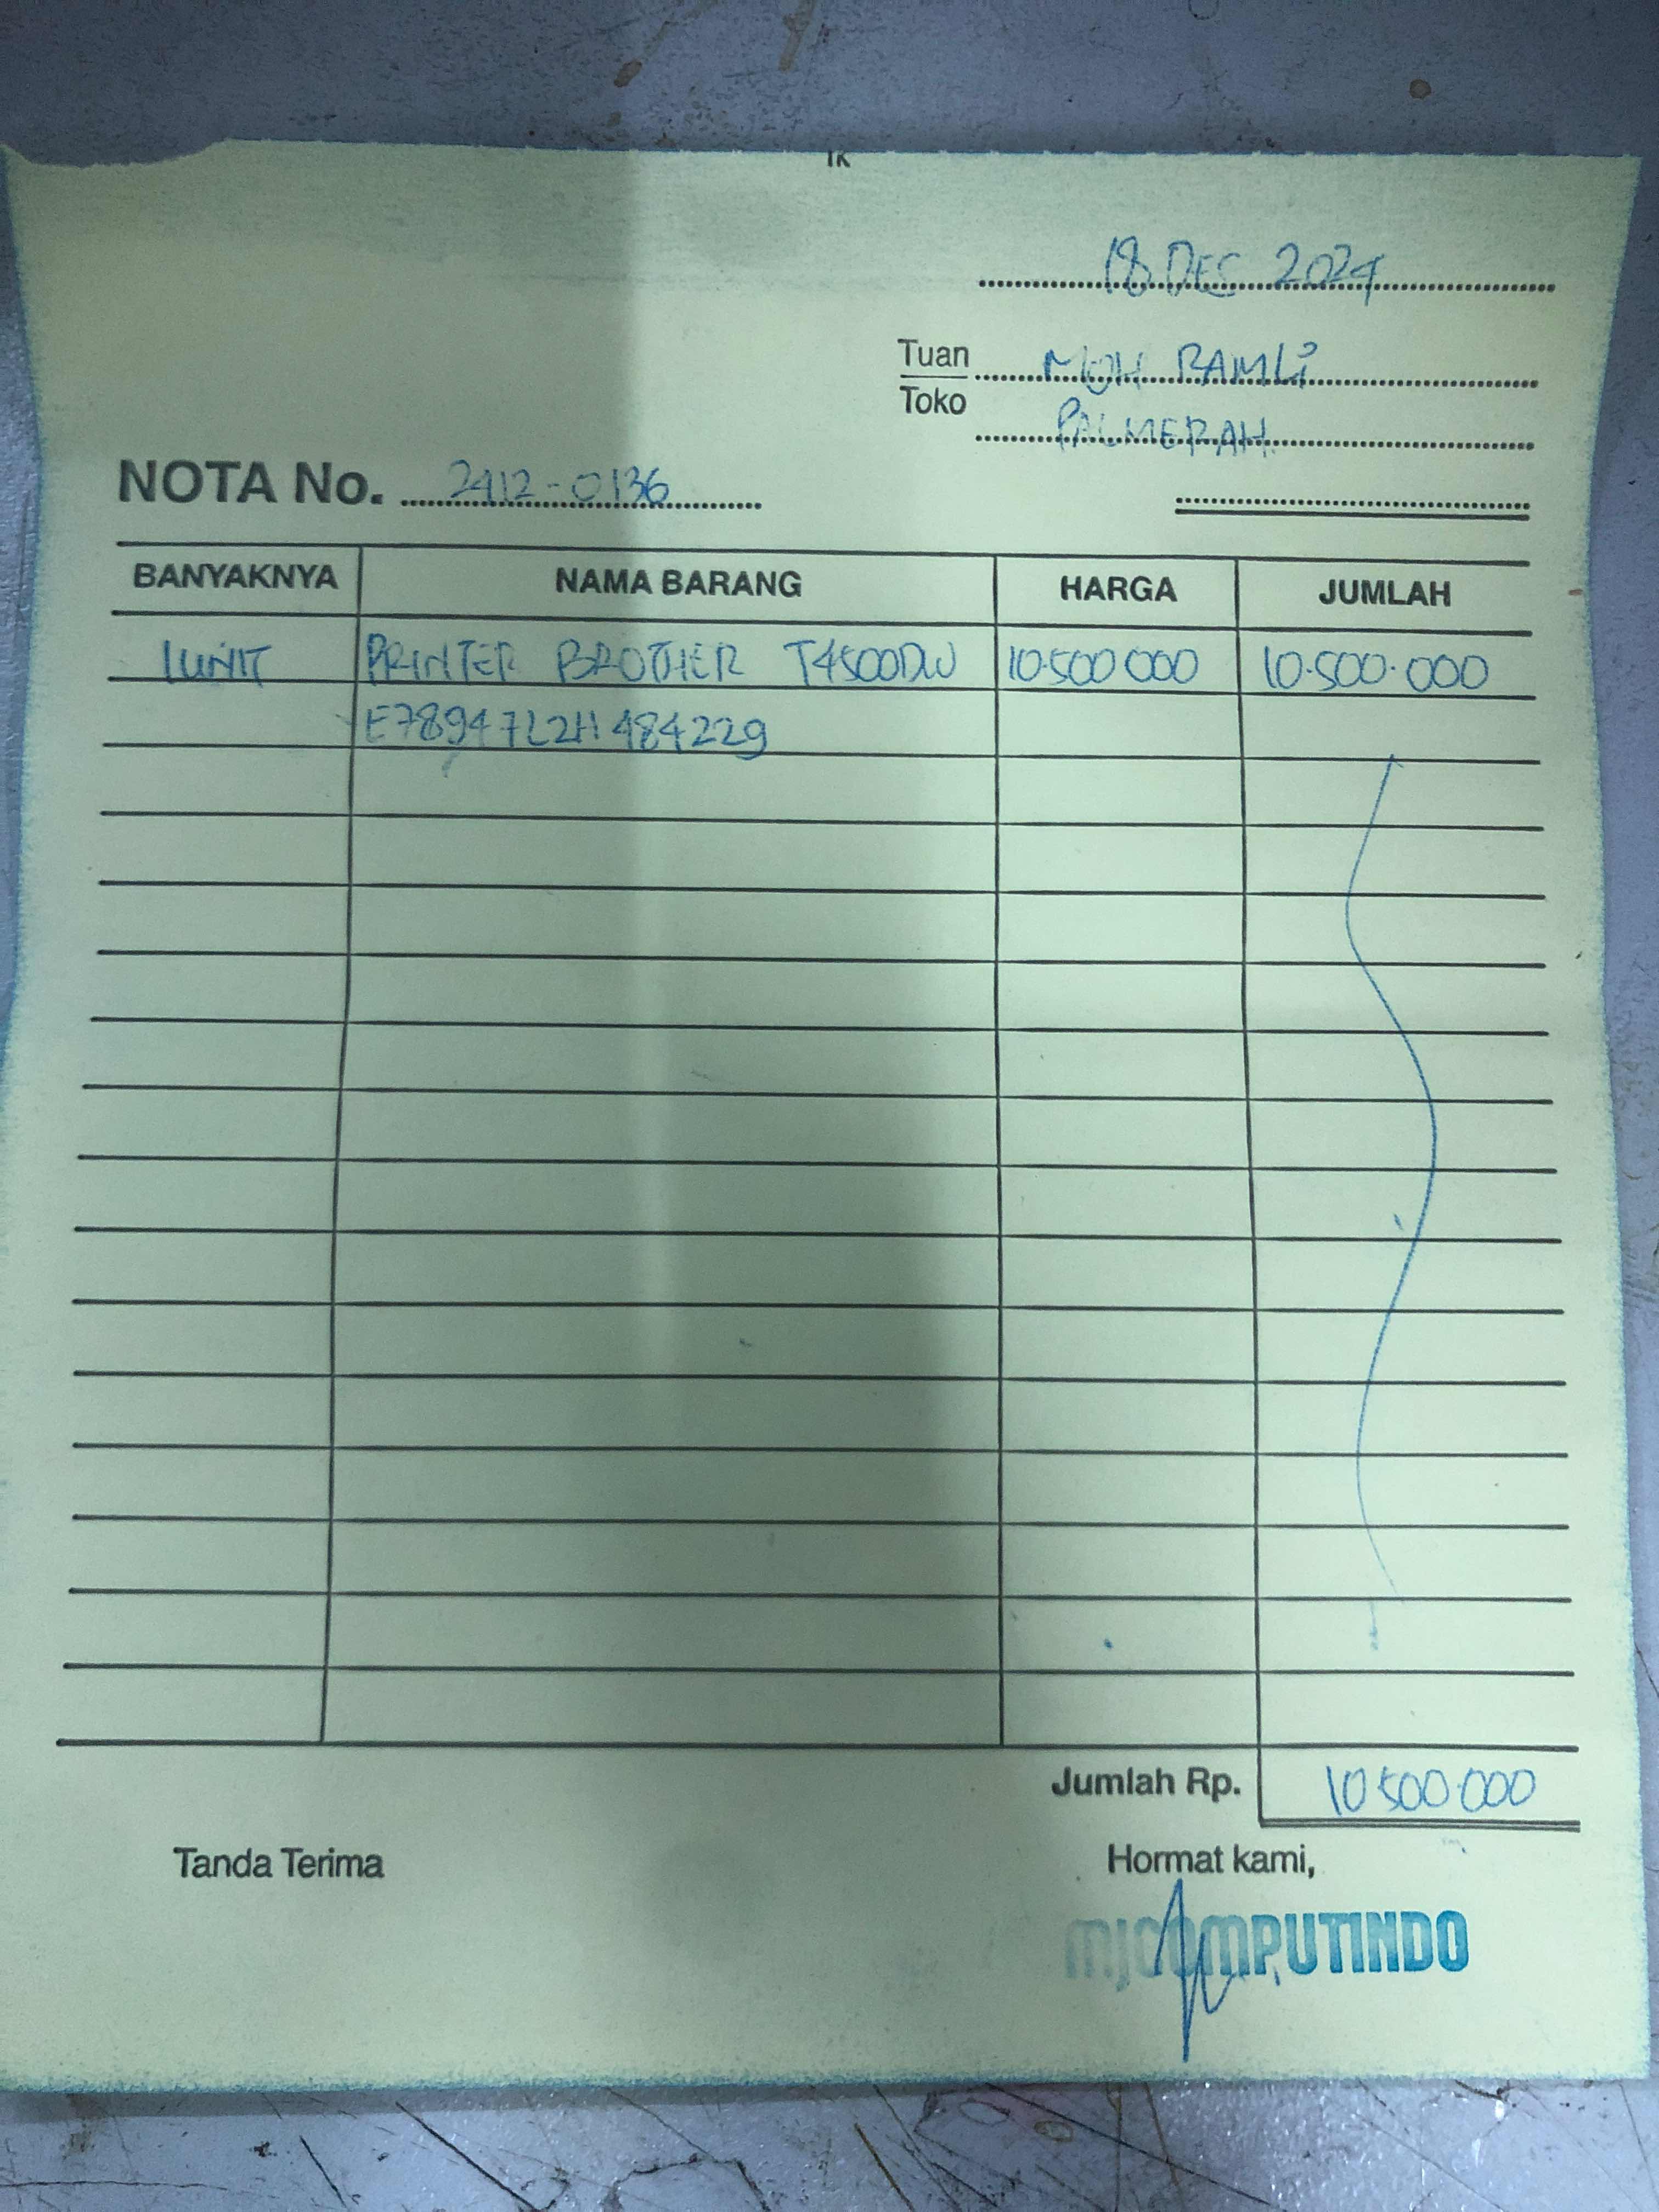 18 DEC 2024
Tuan MOH RAMLi
Toko PALMERAH
NOTA No. 2412-0136
BANYAKNYA NAMA BARANG HARGA JUMLAH
1 UNIT PRINTER BROTHER T4500DW 10.500 000 10.500.000
E78947L2H484229
Jumlah Rp. 10 500.000
Tanda Terima Hormat kami,
mjCOMPUTINDO